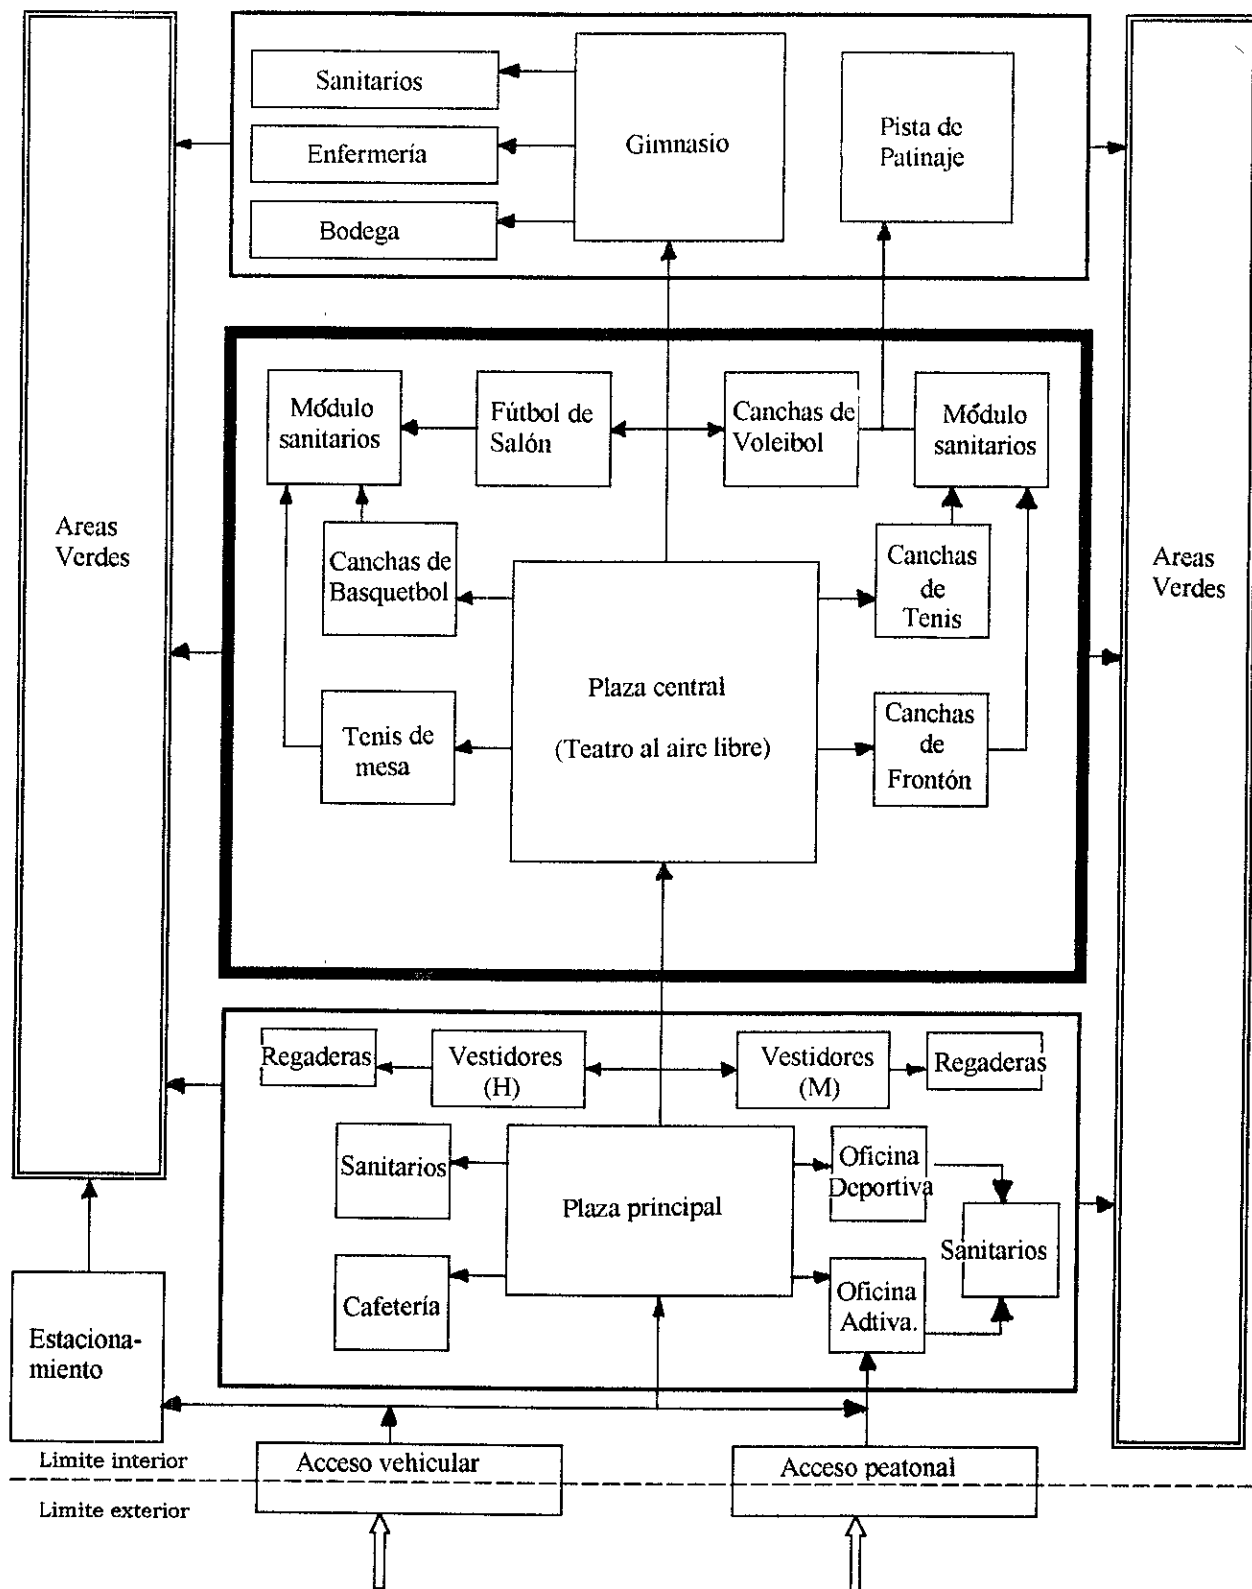 Sanitarios
Enfermería
Bodega
Gimnasio
Pista de
Patinaje
Módulo
sanitarios
Fútbol de
Salón
Canchas de
Voleibol
Módulo
sanitarios
Areas
Verdes
Canchas de
Basquetbol
Canchas
de
Tenis
Areas
Verdes
Tenis de
mesa
Plaza central
(Teatro al aire libre)
Canchas
de
Frontón
Regaderas
Vestidores
(H)
Vestidores
(M)
Regaderas
Sanitarios
Plaza principal
Oficina
Deportiva
Sanitarios
Cafetería
Oficina
Adtiva.
Estaciona-
miento
Limite interior
Acceso vehicular
Acceso peatonal
Limite exterior